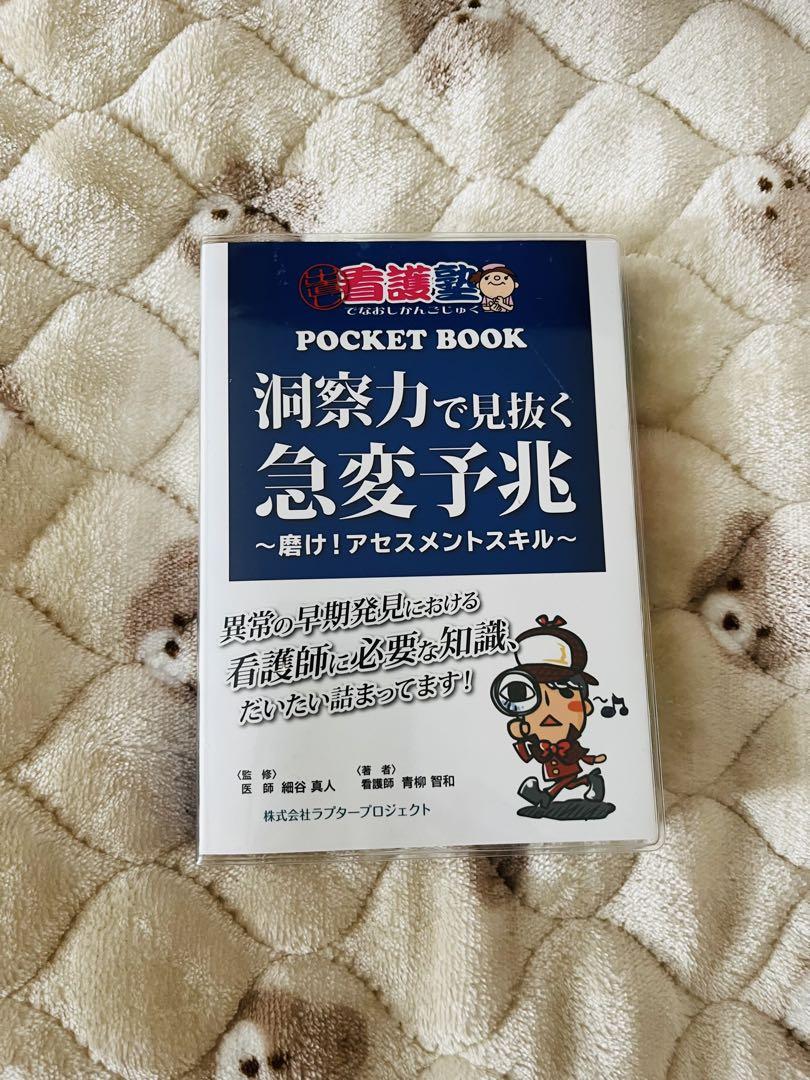 出直し看護塾
でなおしかんごじゅく
POCKET BOOK
洞察力で見抜く
急変予兆
～磨け！アセスメントスキル～
異常の早期発見における
看護師に必要な知識、
だいたい詰まってます！
〈監　修〉
医　師　細谷 真人
〈著　者〉
看護師　青柳 智和
株式会社ラプタープロジェクト